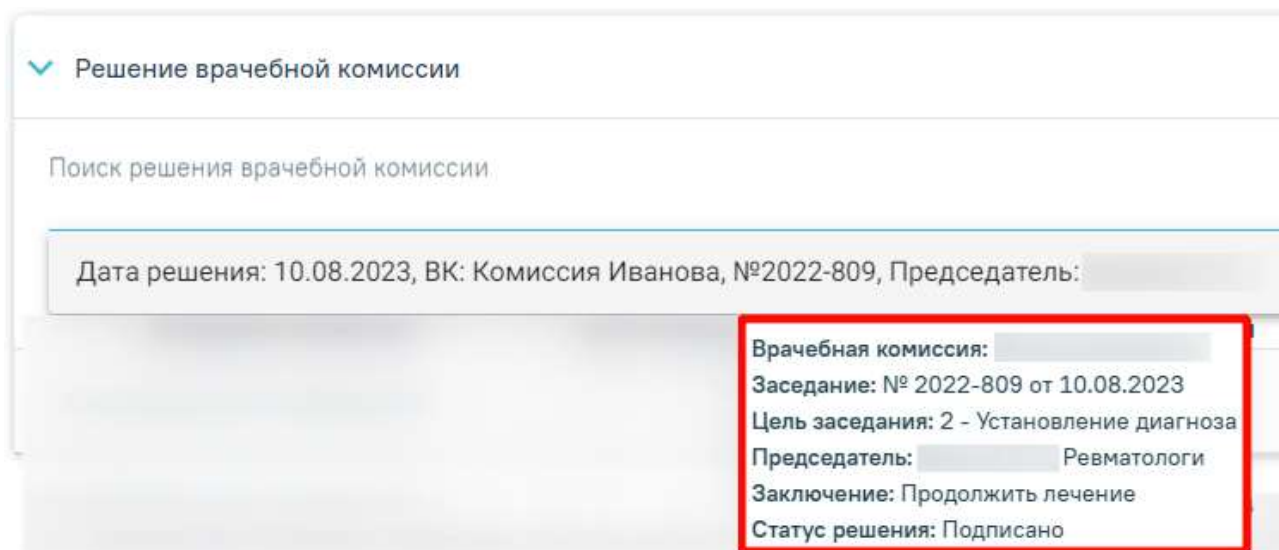 Решение врачебной комиссии
Поиск решения врачебной комиссии
Дата решения: 10.08.2023, ВК: Комиссия Иванова, №2022-809, Председатель:
Врачебная комиссия:
Заседание: № 2022-809 от 10.08.2023
Цель заседания: 2 - Установление диагноза
Председатель: Ревматологи
Заключение: Продолжить лечение
Статус решения: Подписано